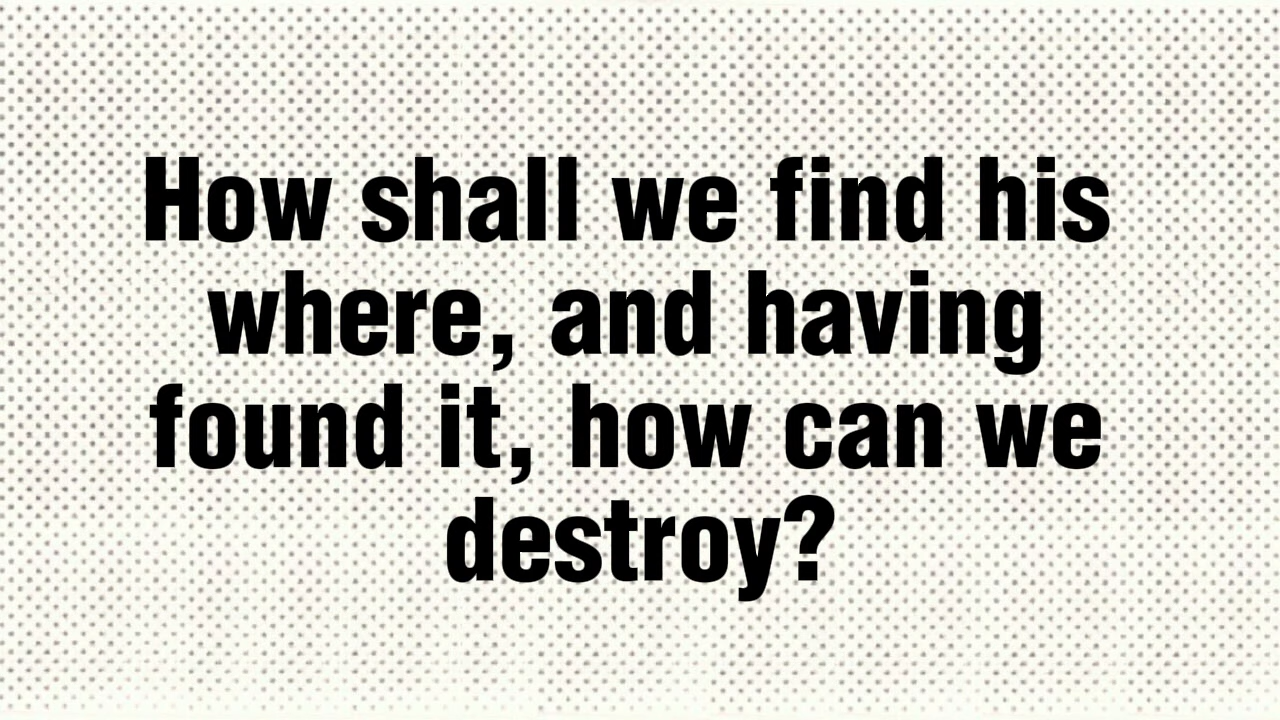 How shall we find his
where, and having
found it, how can we
destroy?